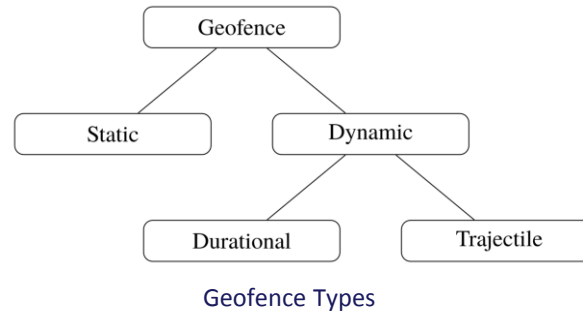 Geofence
Static
Dynamic
Durational
Trajectile
Geofence Types